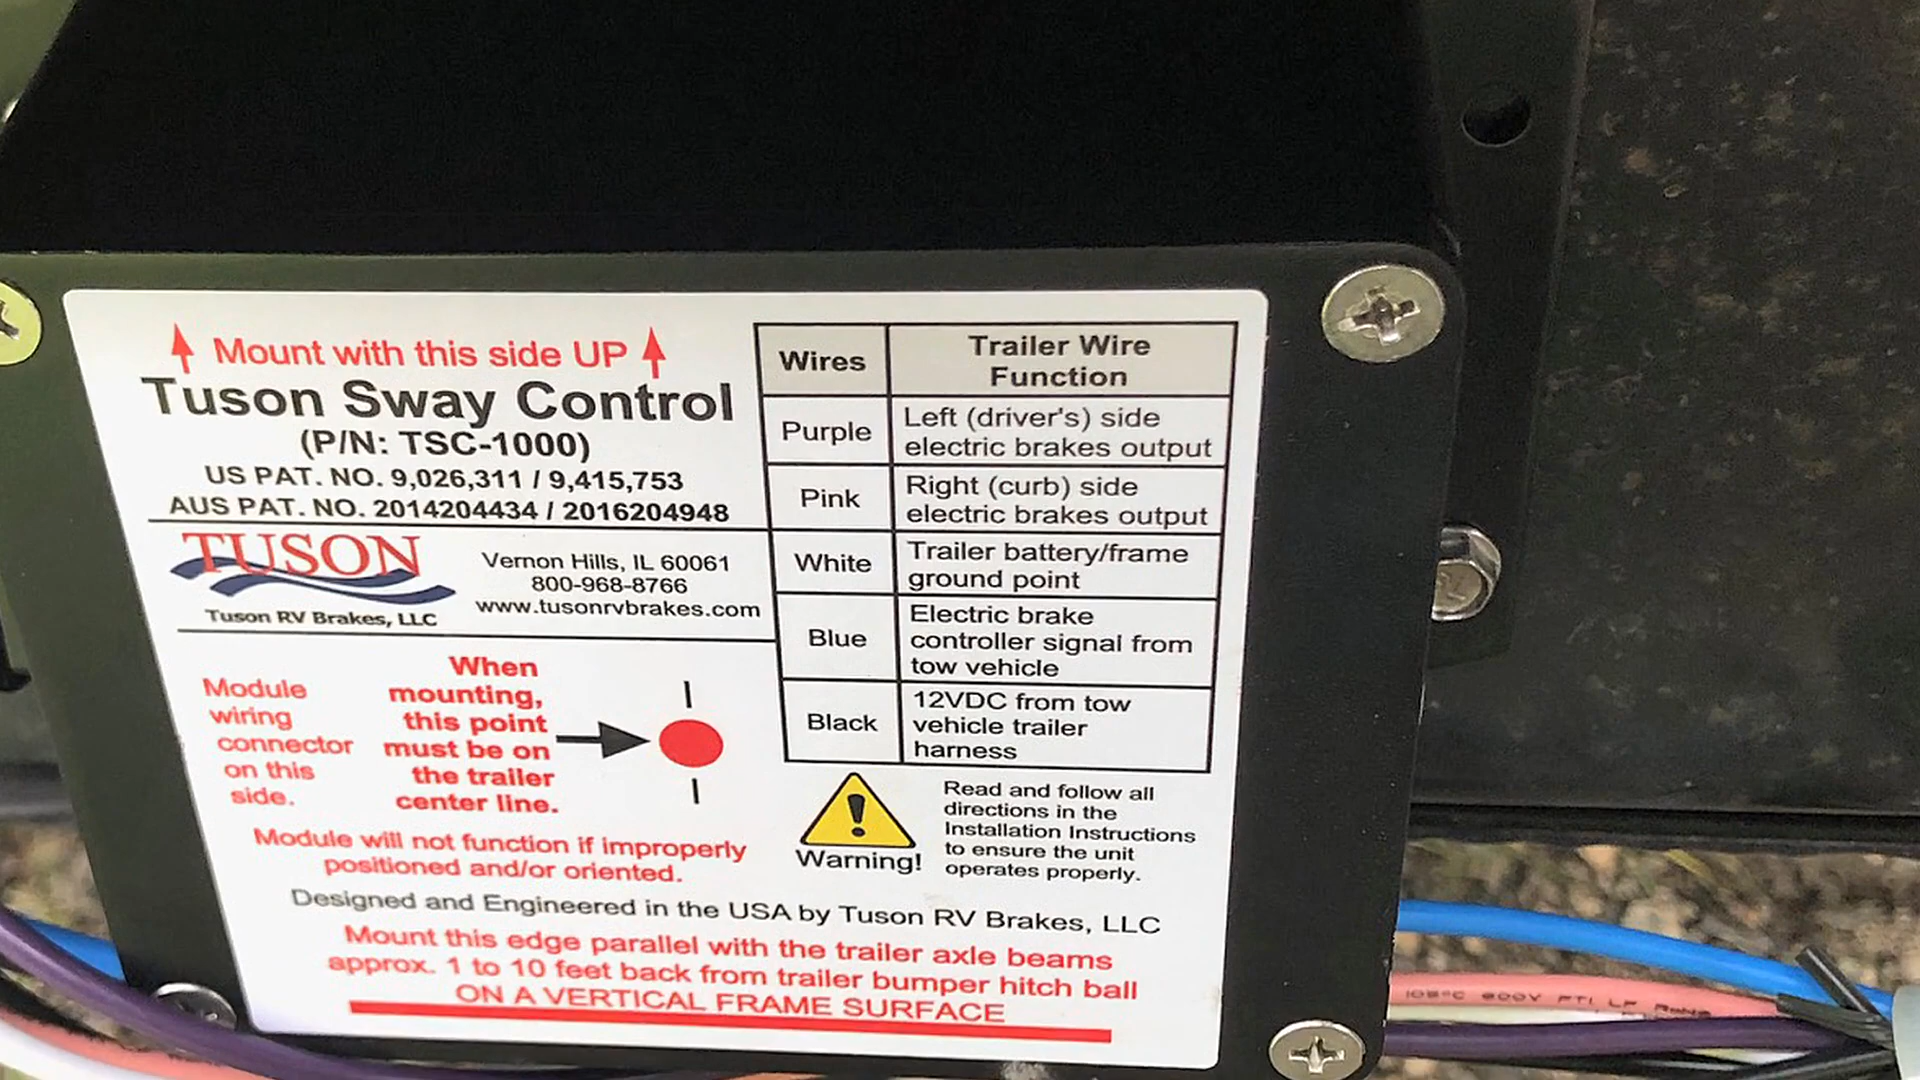 Mount with this side UP
Tuson Sway Control
(P/N: TSC-1000)
US PAT. NO. 9,026,311 / 9,415,753
AUS PAT. NO. 2014204434 / 2016204948
TUSON
Tuson RV Brakes, LLC
Vernon Hills, IL 60061
800-968-8766
www.tusonrvbrakes.com
Module
wiring
connector
on this
side.
When
mounting,
this point
must be on
the trailer
center line.
Module will not function if improperly
positioned and/or oriented.
Wires
Trailer Wire
Function
Purple
Left (driver's) side
electric brakes output
Pink
Right (curb) side
electric brakes output
White
Trailer battery/frame
ground point
Blue
Electric brake
controller signal from
tow vehicle
Black
12VDC from tow
vehicle trailer
harness
Warning!
Read and follow all
directions in the
Installation Instructions
to ensure the unit
operates properly.
Designed and Engineered in the USA by Tuson RV Brakes, LLC
Mount this edge parallel with the trailer axle beams
approx. 1 to 10 feet back from trailer bumper hitch ball
ON A VERTICAL FRAME SURFACE
105°C 600V